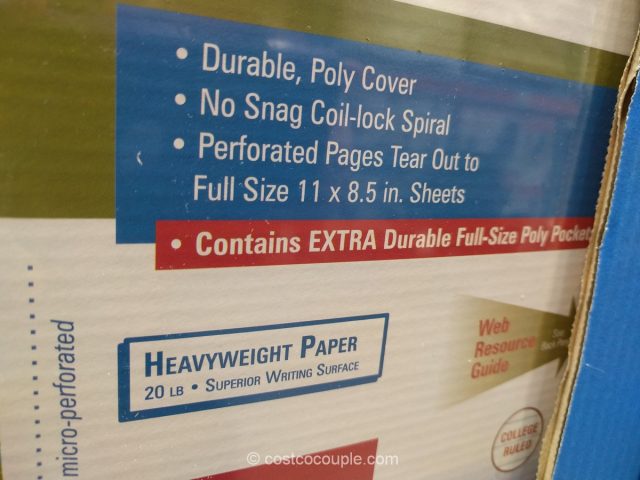 • Durable, Poly Cover
• No Snag Coil-lock Spiral
• Perforated Pages Tear Out to
Full Size 11 x 8.5 in. Sheets
• Contains EXTRA Durable Full-Size Poly Pocket
micro-perforated
HEAVYWEIGHT PAPER
20 LB • SUPERIOR WRITING SURFACE
Web
Resource
Guide
See
COLLEGE
RULED
© costcocouple.com